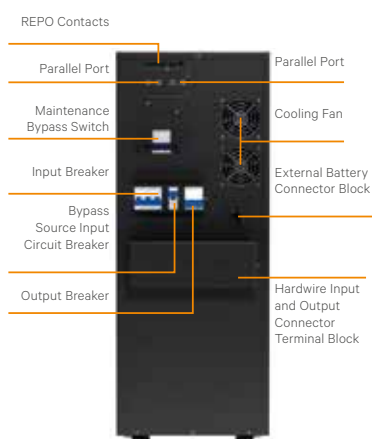 REPO Contacts
Parallel Port
Maintenance
Bypass Switch
Input Breaker
Bypass
Source Input
Circuit Breaker
Output Breaker
Parallel Port
Cooling Fan
External Battery
Connector Block
Hardwire Input
and Output
Connector
Terminal Block